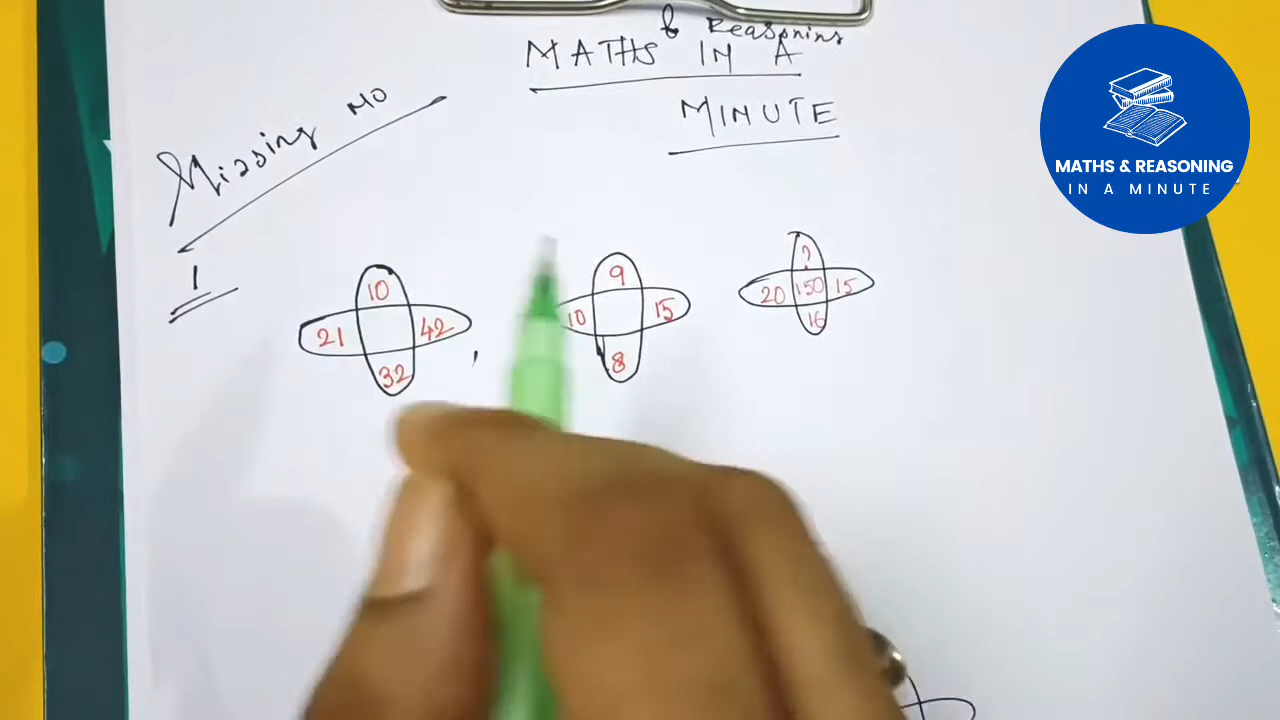 & Reasoning
MATHS IN A
MINUTE
Missing NO
1
10
21 42
32
,
9
10 15
8
?
20 150 15
16
MATHS & REASONING
IN A MINUTE